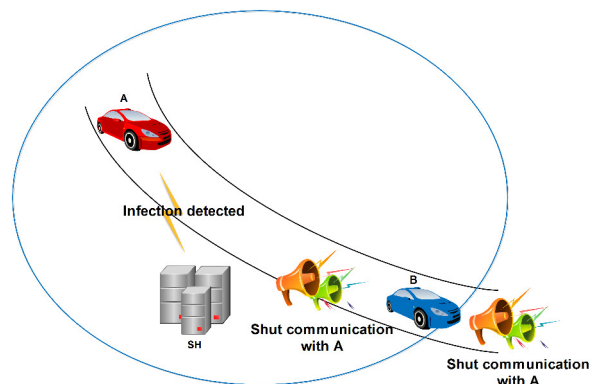 A
Infection detected
B
SH
Shut communication
with A
Shut communication
with A